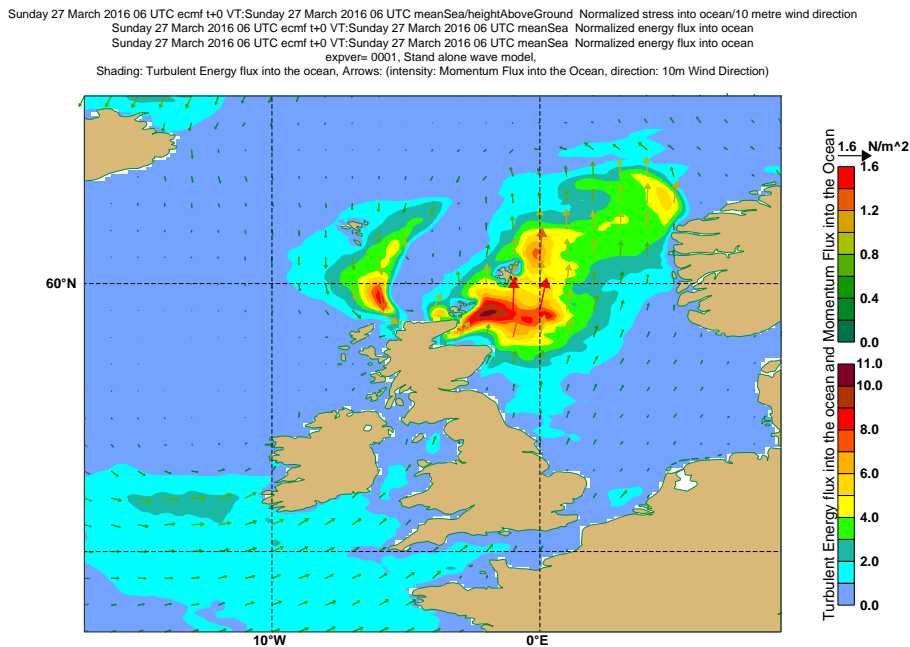 Sunday 27 March 2016 06 UTC ecmf t+0 VT:Sunday 27 March 2016 06 UTC meanSea/heightAboveGround Normalized stress into ocean/10 metre wind direction
Sunday 27 March 2016 06 UTC ecmf t+0 VT:Sunday 27 March 2016 06 UTC meanSea Normalized energy flux into ocean
Sunday 27 March 2016 06 UTC ecmf t+0 VT:Sunday 27 March 2016 06 UTC meanSea Normalized energy flux into ocean
expver= 0001, Stand alone wave model,
Shading: Turbulent Energy flux into the ocean, Arrows: (intensity: Momentum Flux into the Ocean, direction: 10m Wind Direction)
60°N
10°W
0°E
Turbulent Energy flux into the ocean and Momentum Flux into the Ocean
1.6 N/m^2
1.6
1.2
0.8
0.4
0.0
11.0
10.0
8.0
6.0
4.0
2.0
0.0